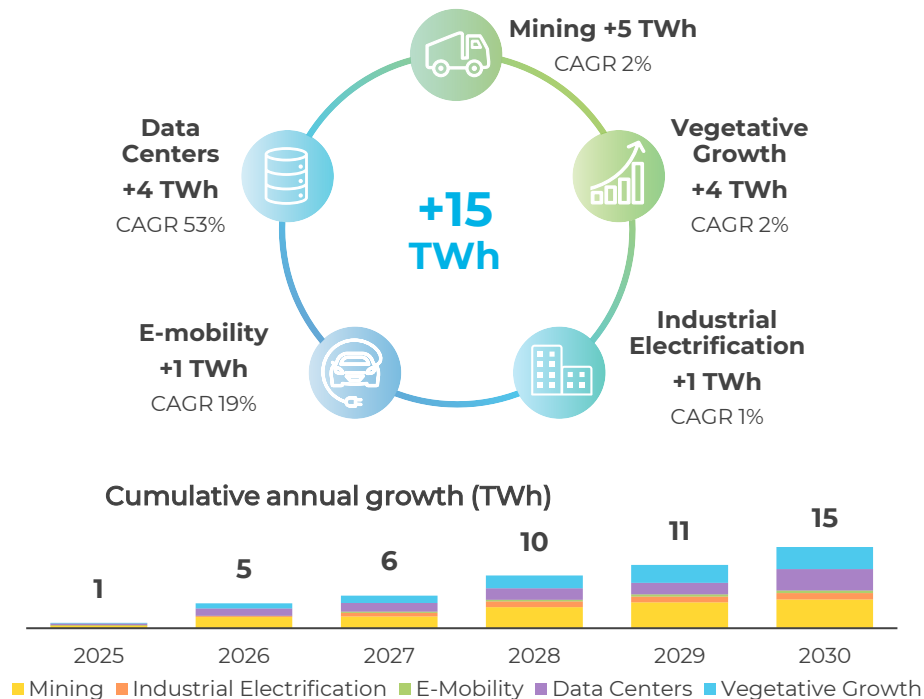 Mining +5 TWh
CAGR 2%
Data
Centers
+4 TWh
CAGR 53%
Vegetative
Growth
+4 TWh
CAGR 2%
+15
TWh
E-mobility
+1 TWh
CAGR 19%
Industrial
Electrification
+1 TWh
CAGR 1%
Cumulative annual growth (TWh)
1
5
6
10
11
15
2025
2026
2027
2028
2029
2030
Mining
Industrial Electrification
E-Mobility
Data Centers
Vegetative Growth